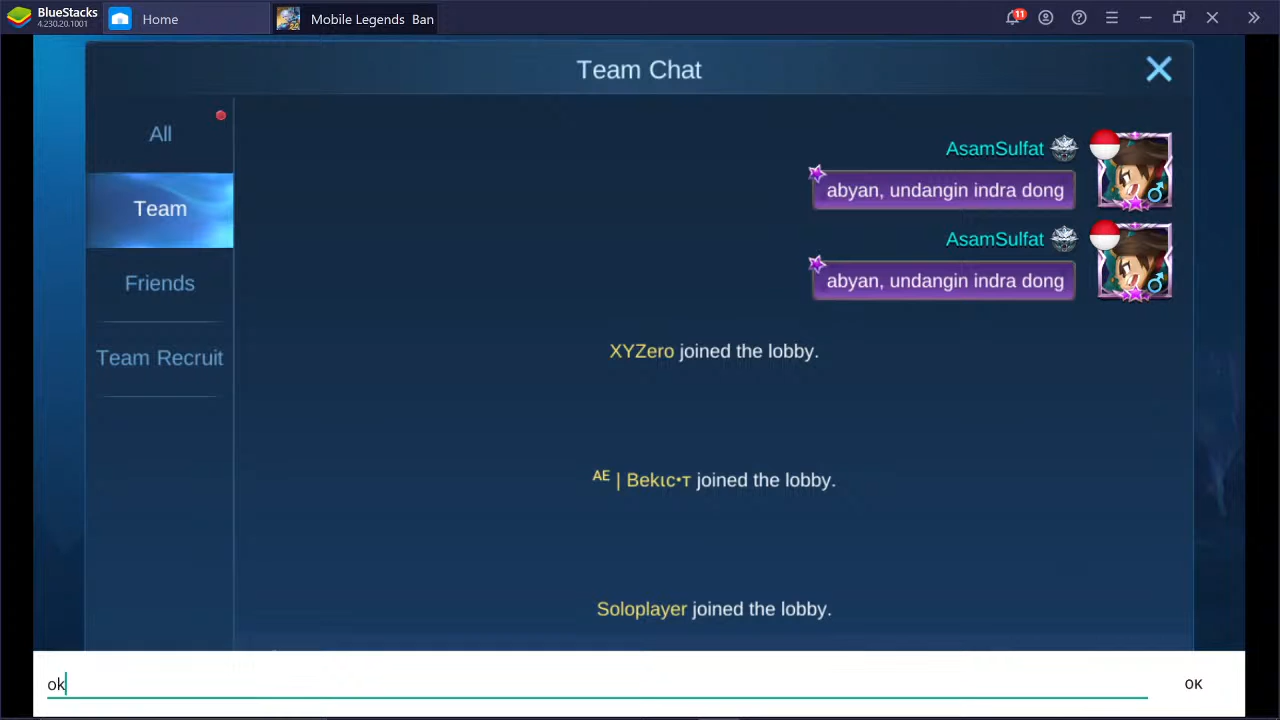 BlueStacks
4.230.20.1001
Home
Mobile Legends Ban
11
Team Chat
All
Team
Friends
Team Recruit
AsamSulfat
abyan, undangin indra dong
AsamSulfat
abyan, undangin indra dong
XYZero joined the lobby.
ᴬᴱ | Bekιc•т joined the lobby.
Soloplayer joined the lobby.
ok
OK